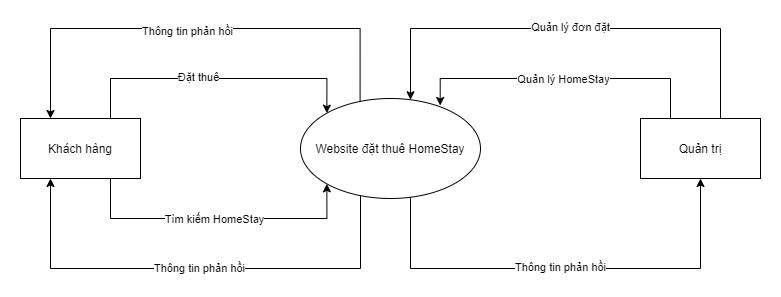 Thông tin phản hồi
Quản lý đơn đặt
Đặt thuê
Quản lý HomeStay
Khách hàng
Website đặt thuê HomeStay
Quản trị
Tìm kiếm HomeStay
Thông tin phản hồi
Thông tin phản hồi